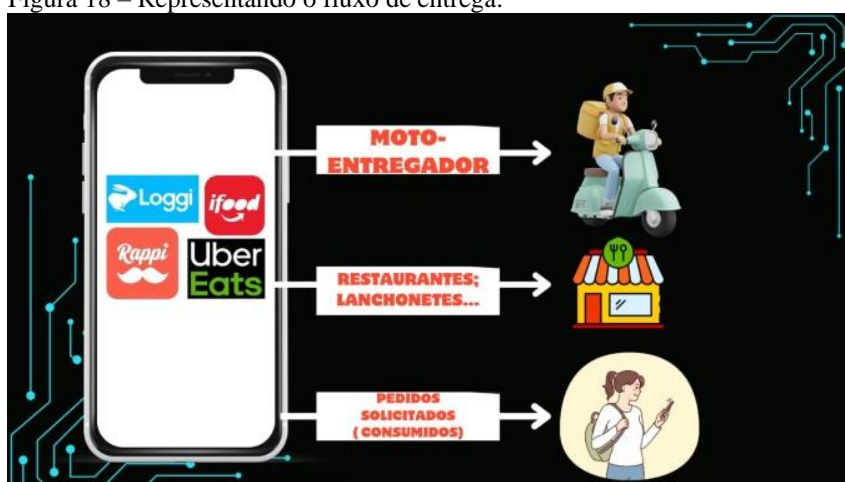 Figura 18 – Representando o fluxo de entrega.
MOTO-
ENTREGADOR
Loggi
ifood
Rappi
Uber
Eats
RESTAURANTES;
LANCHONETES...
PEDIDOS
SOLICITADOS
( CONSUMIDOS)